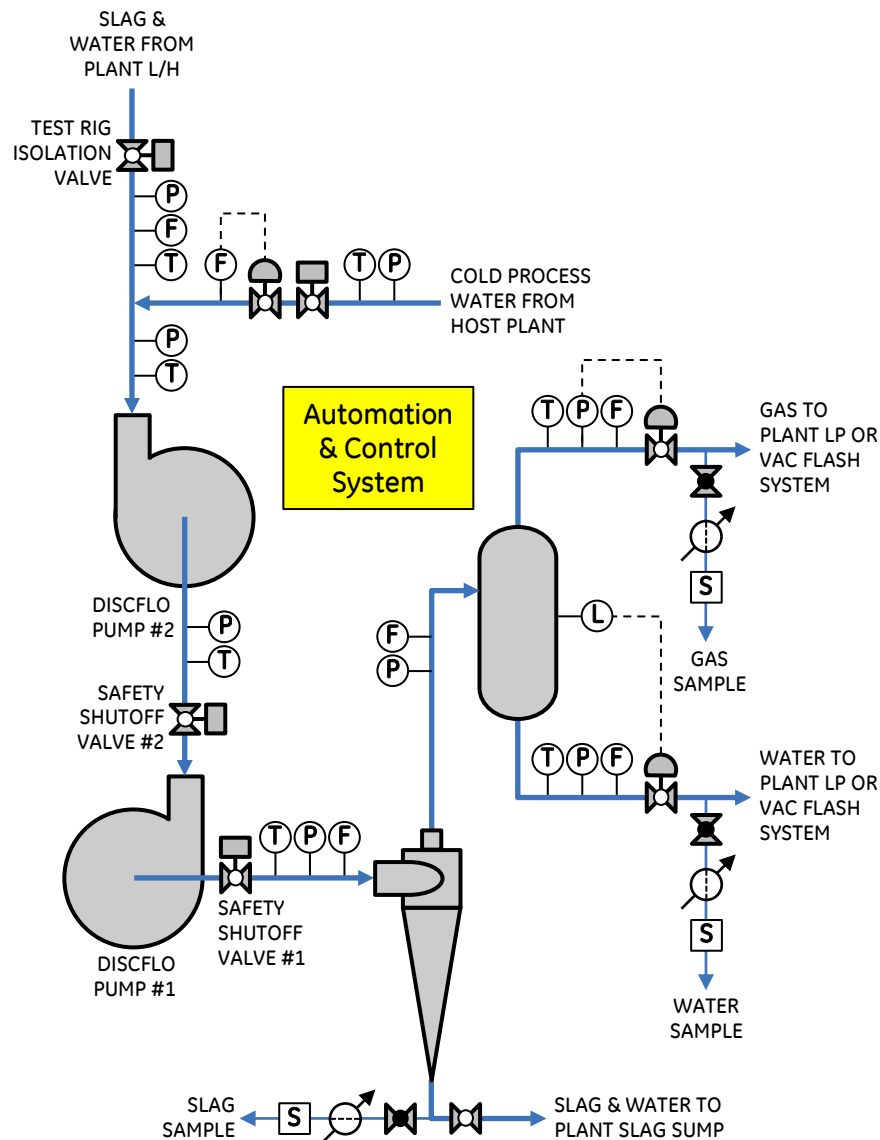 SLAG &
WATER FROM
PLANT L/H
TEST RIG
ISOLATION
VALVE
P
F
T
F
T
P
COLD PROCESS
WATER FROM
HOST PLANT
P
T
Automation
& Control
System
T
P
F
GAS TO
PLANT LP OR
VAC FLASH
SYSTEM
S
GAS
SAMPLE
DISCFLO
PUMP #2
P
T
F
P
L
SAFETY
SHUTOFF
VALVE #2
T
P
F
WATER TO
PLANT LP OR
VAC FLASH
SYSTEM
S
WATER
SAMPLE
T
P
F
SAFETY
SHUTOFF
VALVE #1
DISCFLO
PUMP #1
SLAG
SAMPLE
S
SLAG & WATER TO
PLANT SLAG SUMP